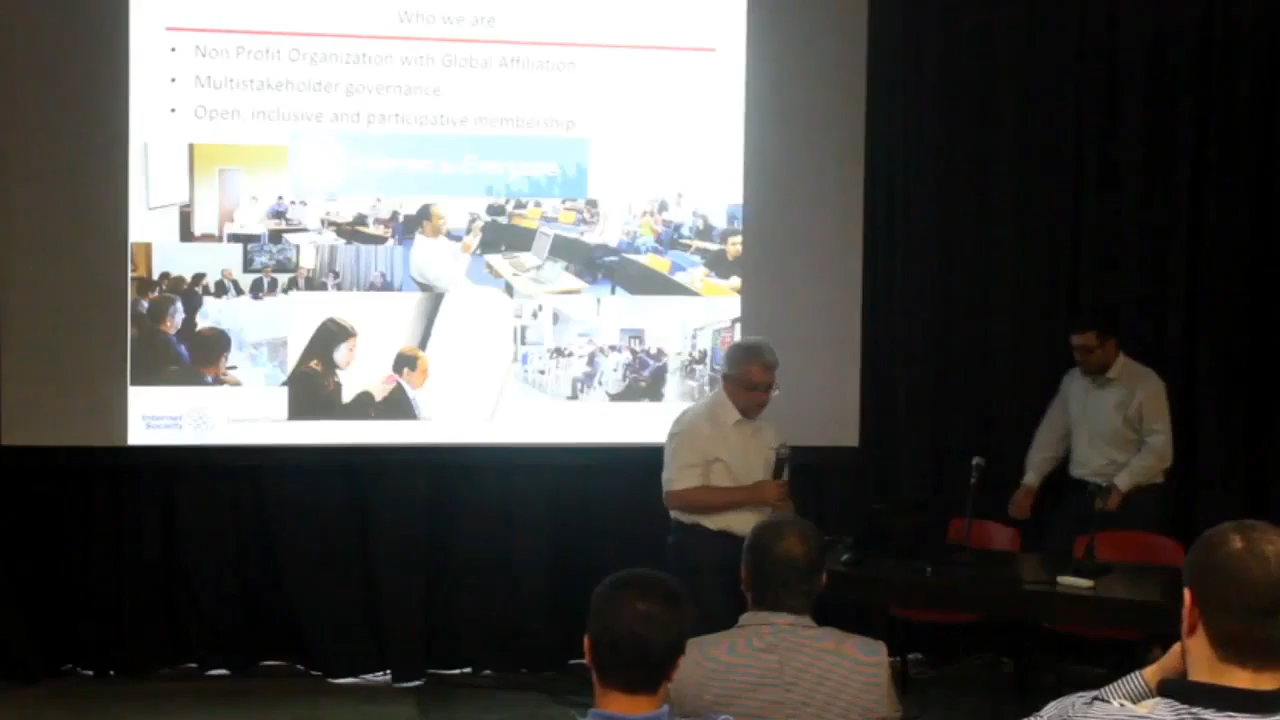 Who we are
• Non Profit Organization with Global Affiliation
• Multistakeholder governance
• Open, inclusive and participative membership
Internet
Society